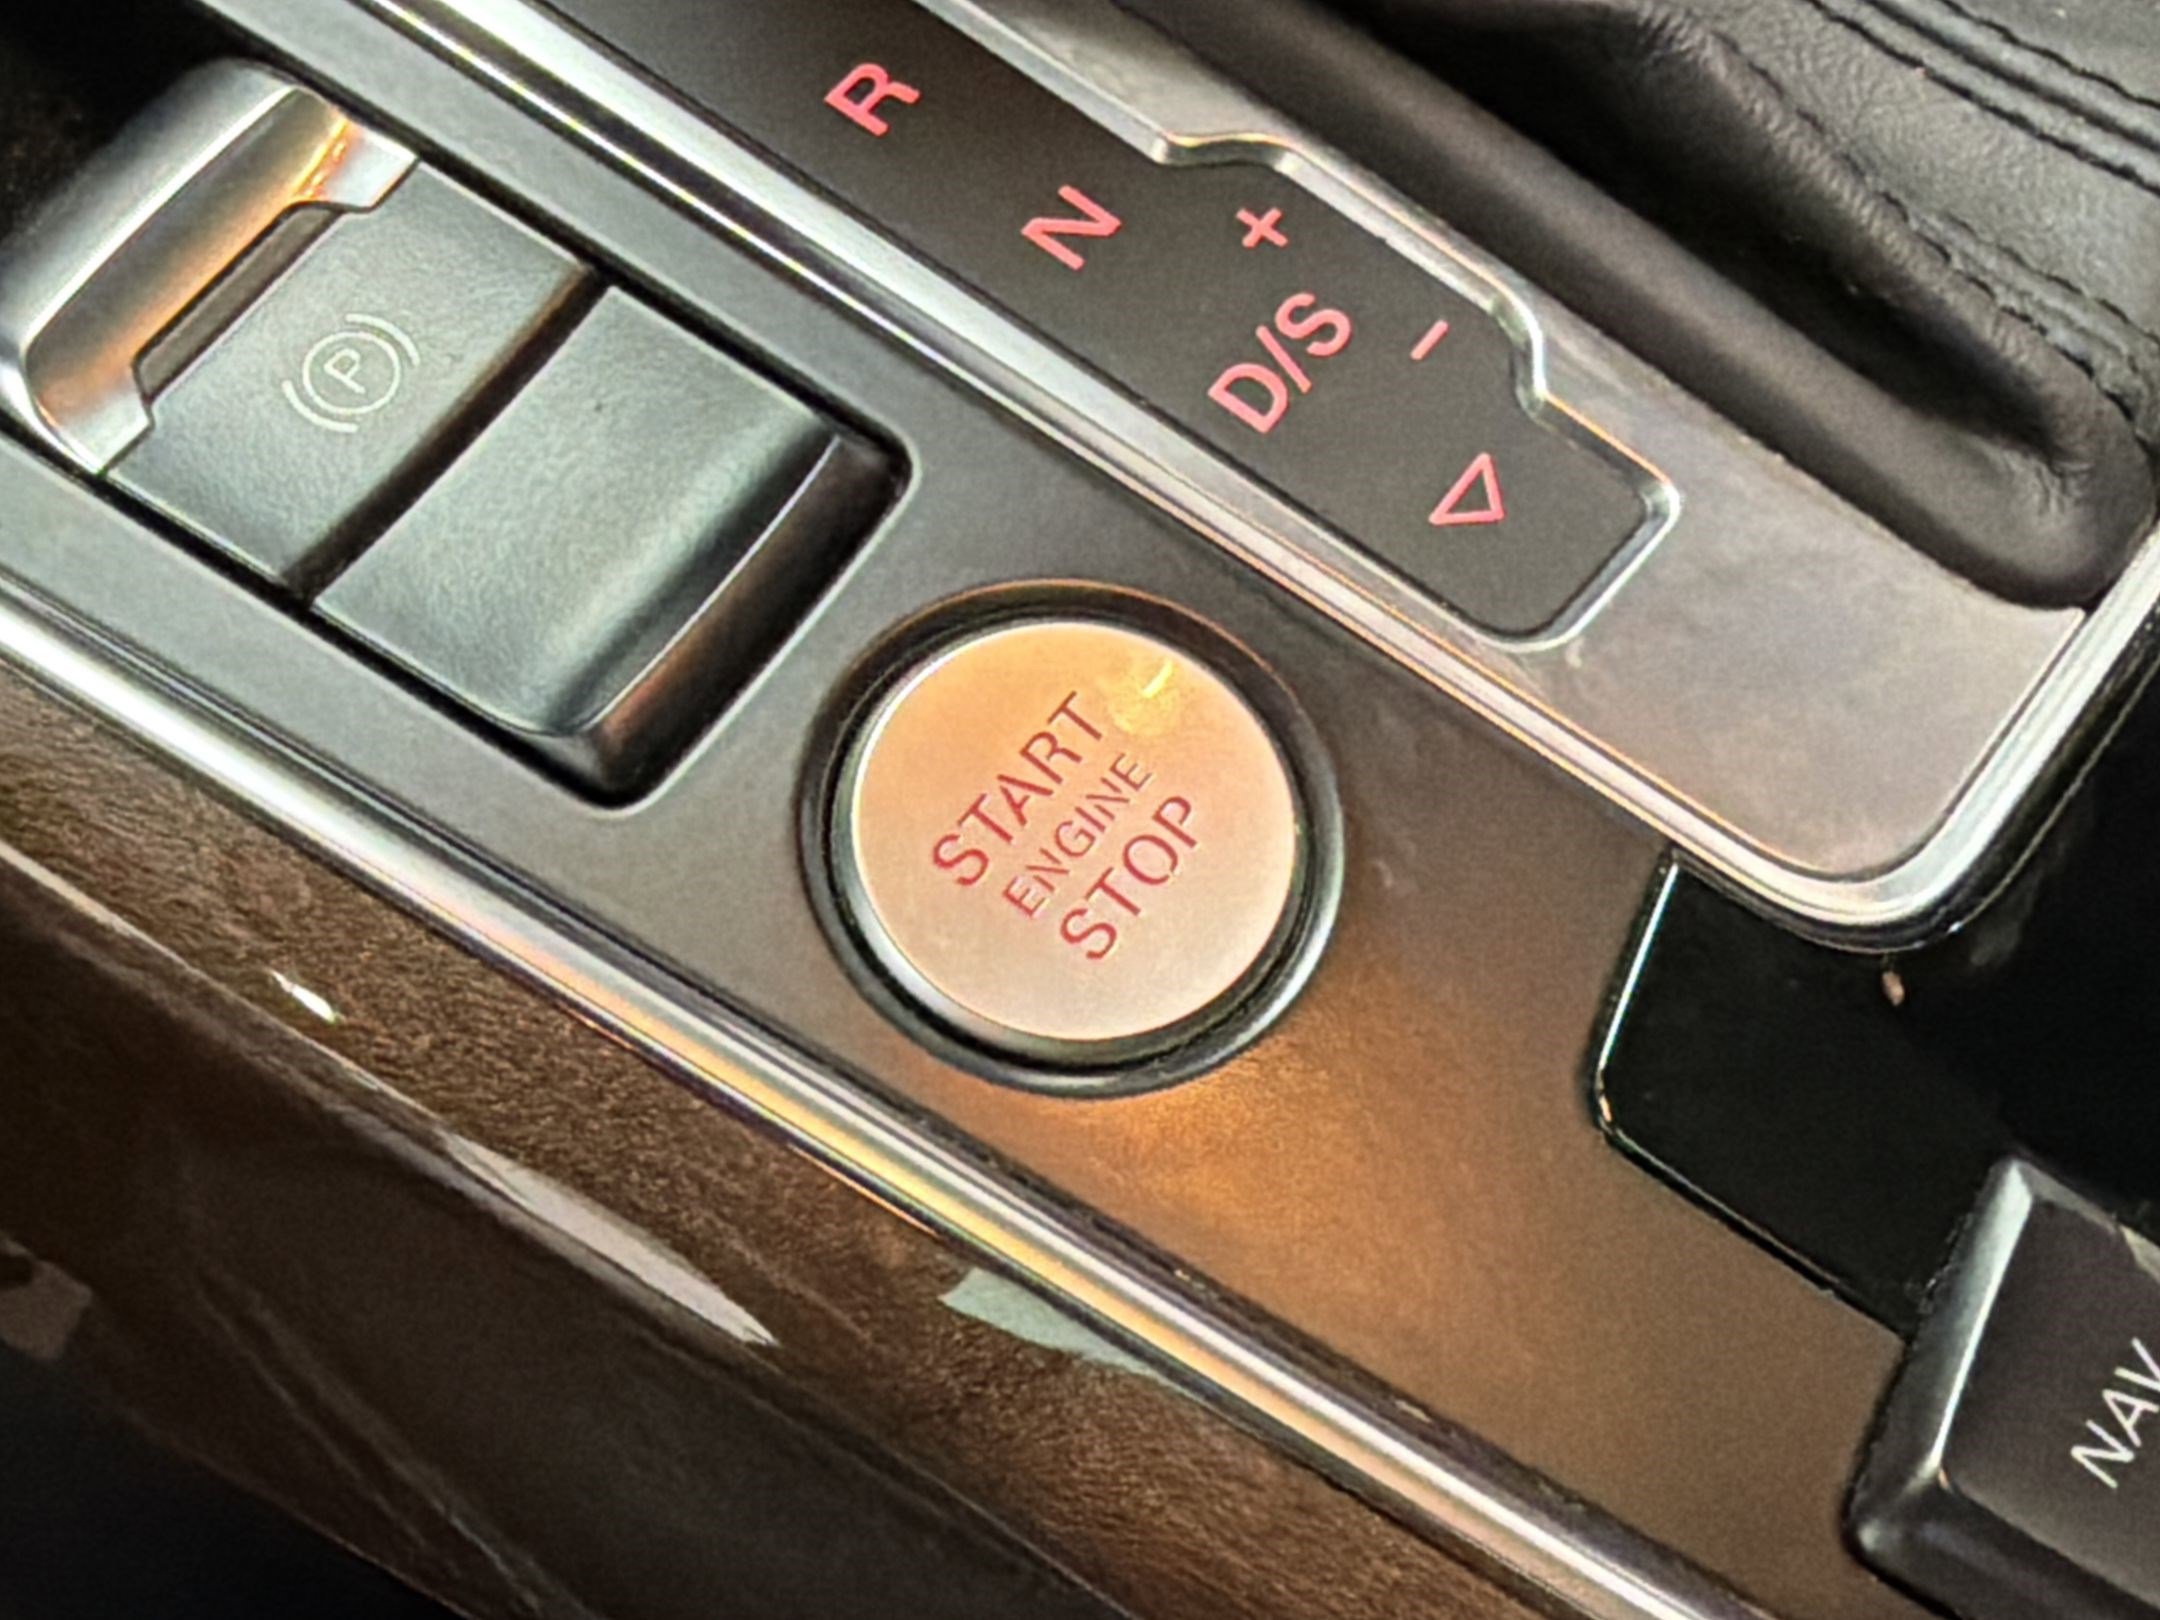 R
N
+
D/S
−
P
START
ENGINE
STOP
NAV